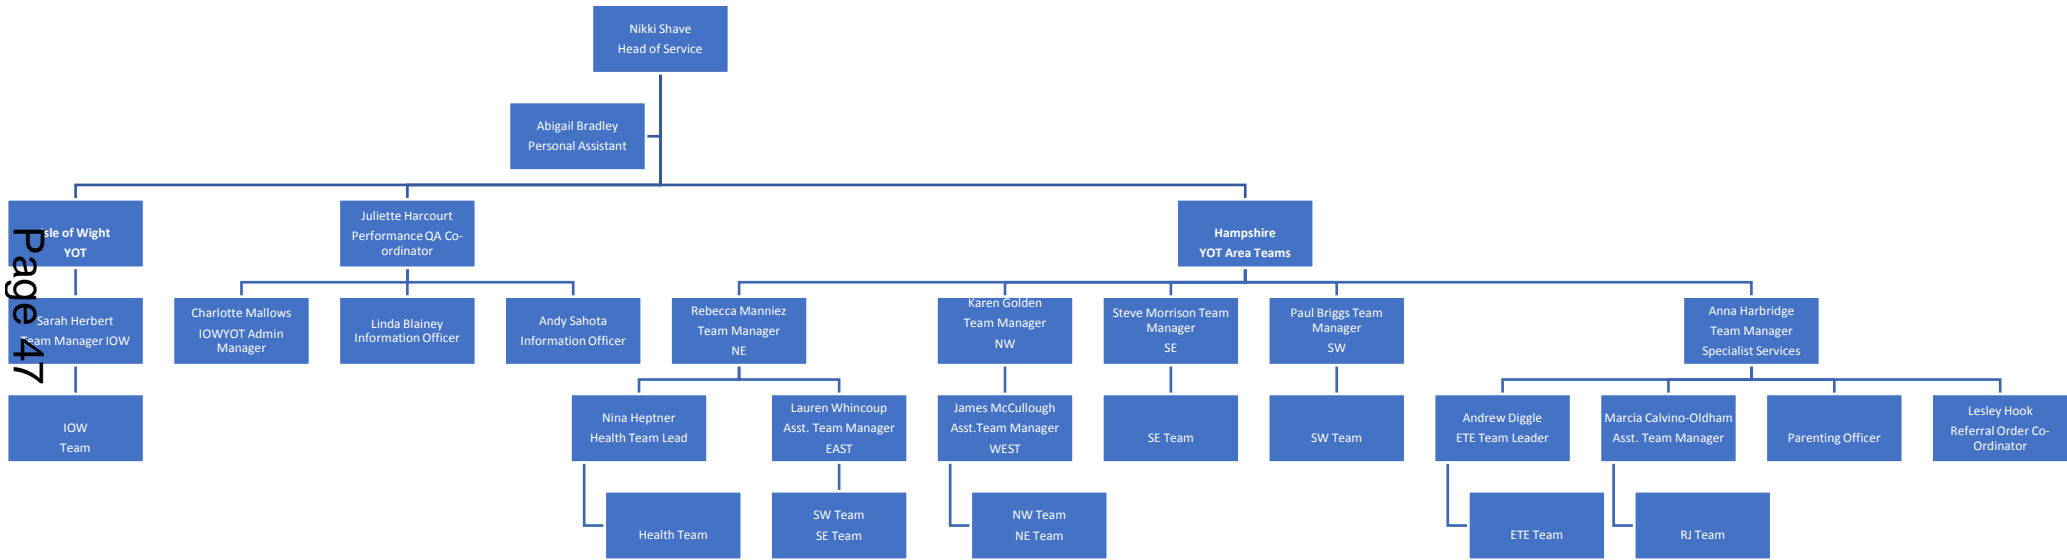 Nikki Shave
Head of Service
Abigail Bradley
Personal Assistant
Isle of Wight
YOT
Juliette Harcourt
Performance QA Co-
ordinator
Hampshire
YOT Area Teams
Page 47
Sarah Herbert
Team Manager IOW
Charlotte Mallows
IOWYOT Admin
Manager
Linda Blainey
Information Officer
Andy Sahota
Information Officer
Rebecca Manniez
Team Manager
NE
Karen Golden
Team Manager
NW
Steve Morrison Team
Manager
SE
Paul Briggs Team
Manager
SW
Anna Harbridge
Team Manager
Specialist Services
IOW
Team
Nina Heptner
Health Team Lead
Lauren Whincoup
Asst. Team Manager
EAST
James McCullough
Asst.Team Manager
WEST
SE Team
SW Team
Andrew Diggle
ETE Team Leader
Marcia Calvino-Oldham
Asst. Team Manager
Parenting Officer
Lesley Hook
Referral Order Co-
Ordinator
Health Team
SW Team
SE Team
NW Team
NE Team
ETE Team
RJ Team